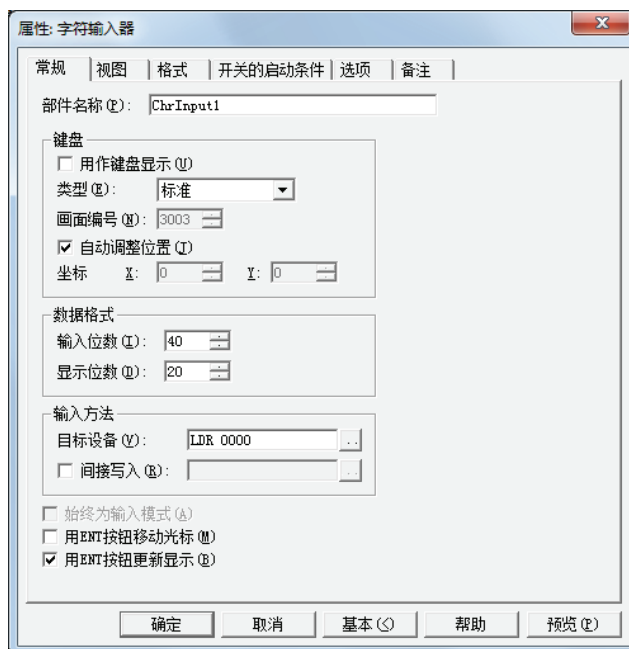 属性: 字符输入器
常规 视图 格式 开关的启动条件 选项 备注
部件名称(P): ChrInput1
键盘
用作键盘显示(U)
类型(E): 标准
画面编号(N): 3003
自动调整位置(J)
坐标 X: 0 Y: 0
数据格式
输入位数(I): 40
显示位数(D): 20
输入方法
目标设备(V): LDR 0000 ..
间接写入(R): ..
始终为输入模式(A)
用ENT按钮移动光标(M)
用ENT按钮更新显示(B)
确定 取消 基本(<) 帮助 预览(P)